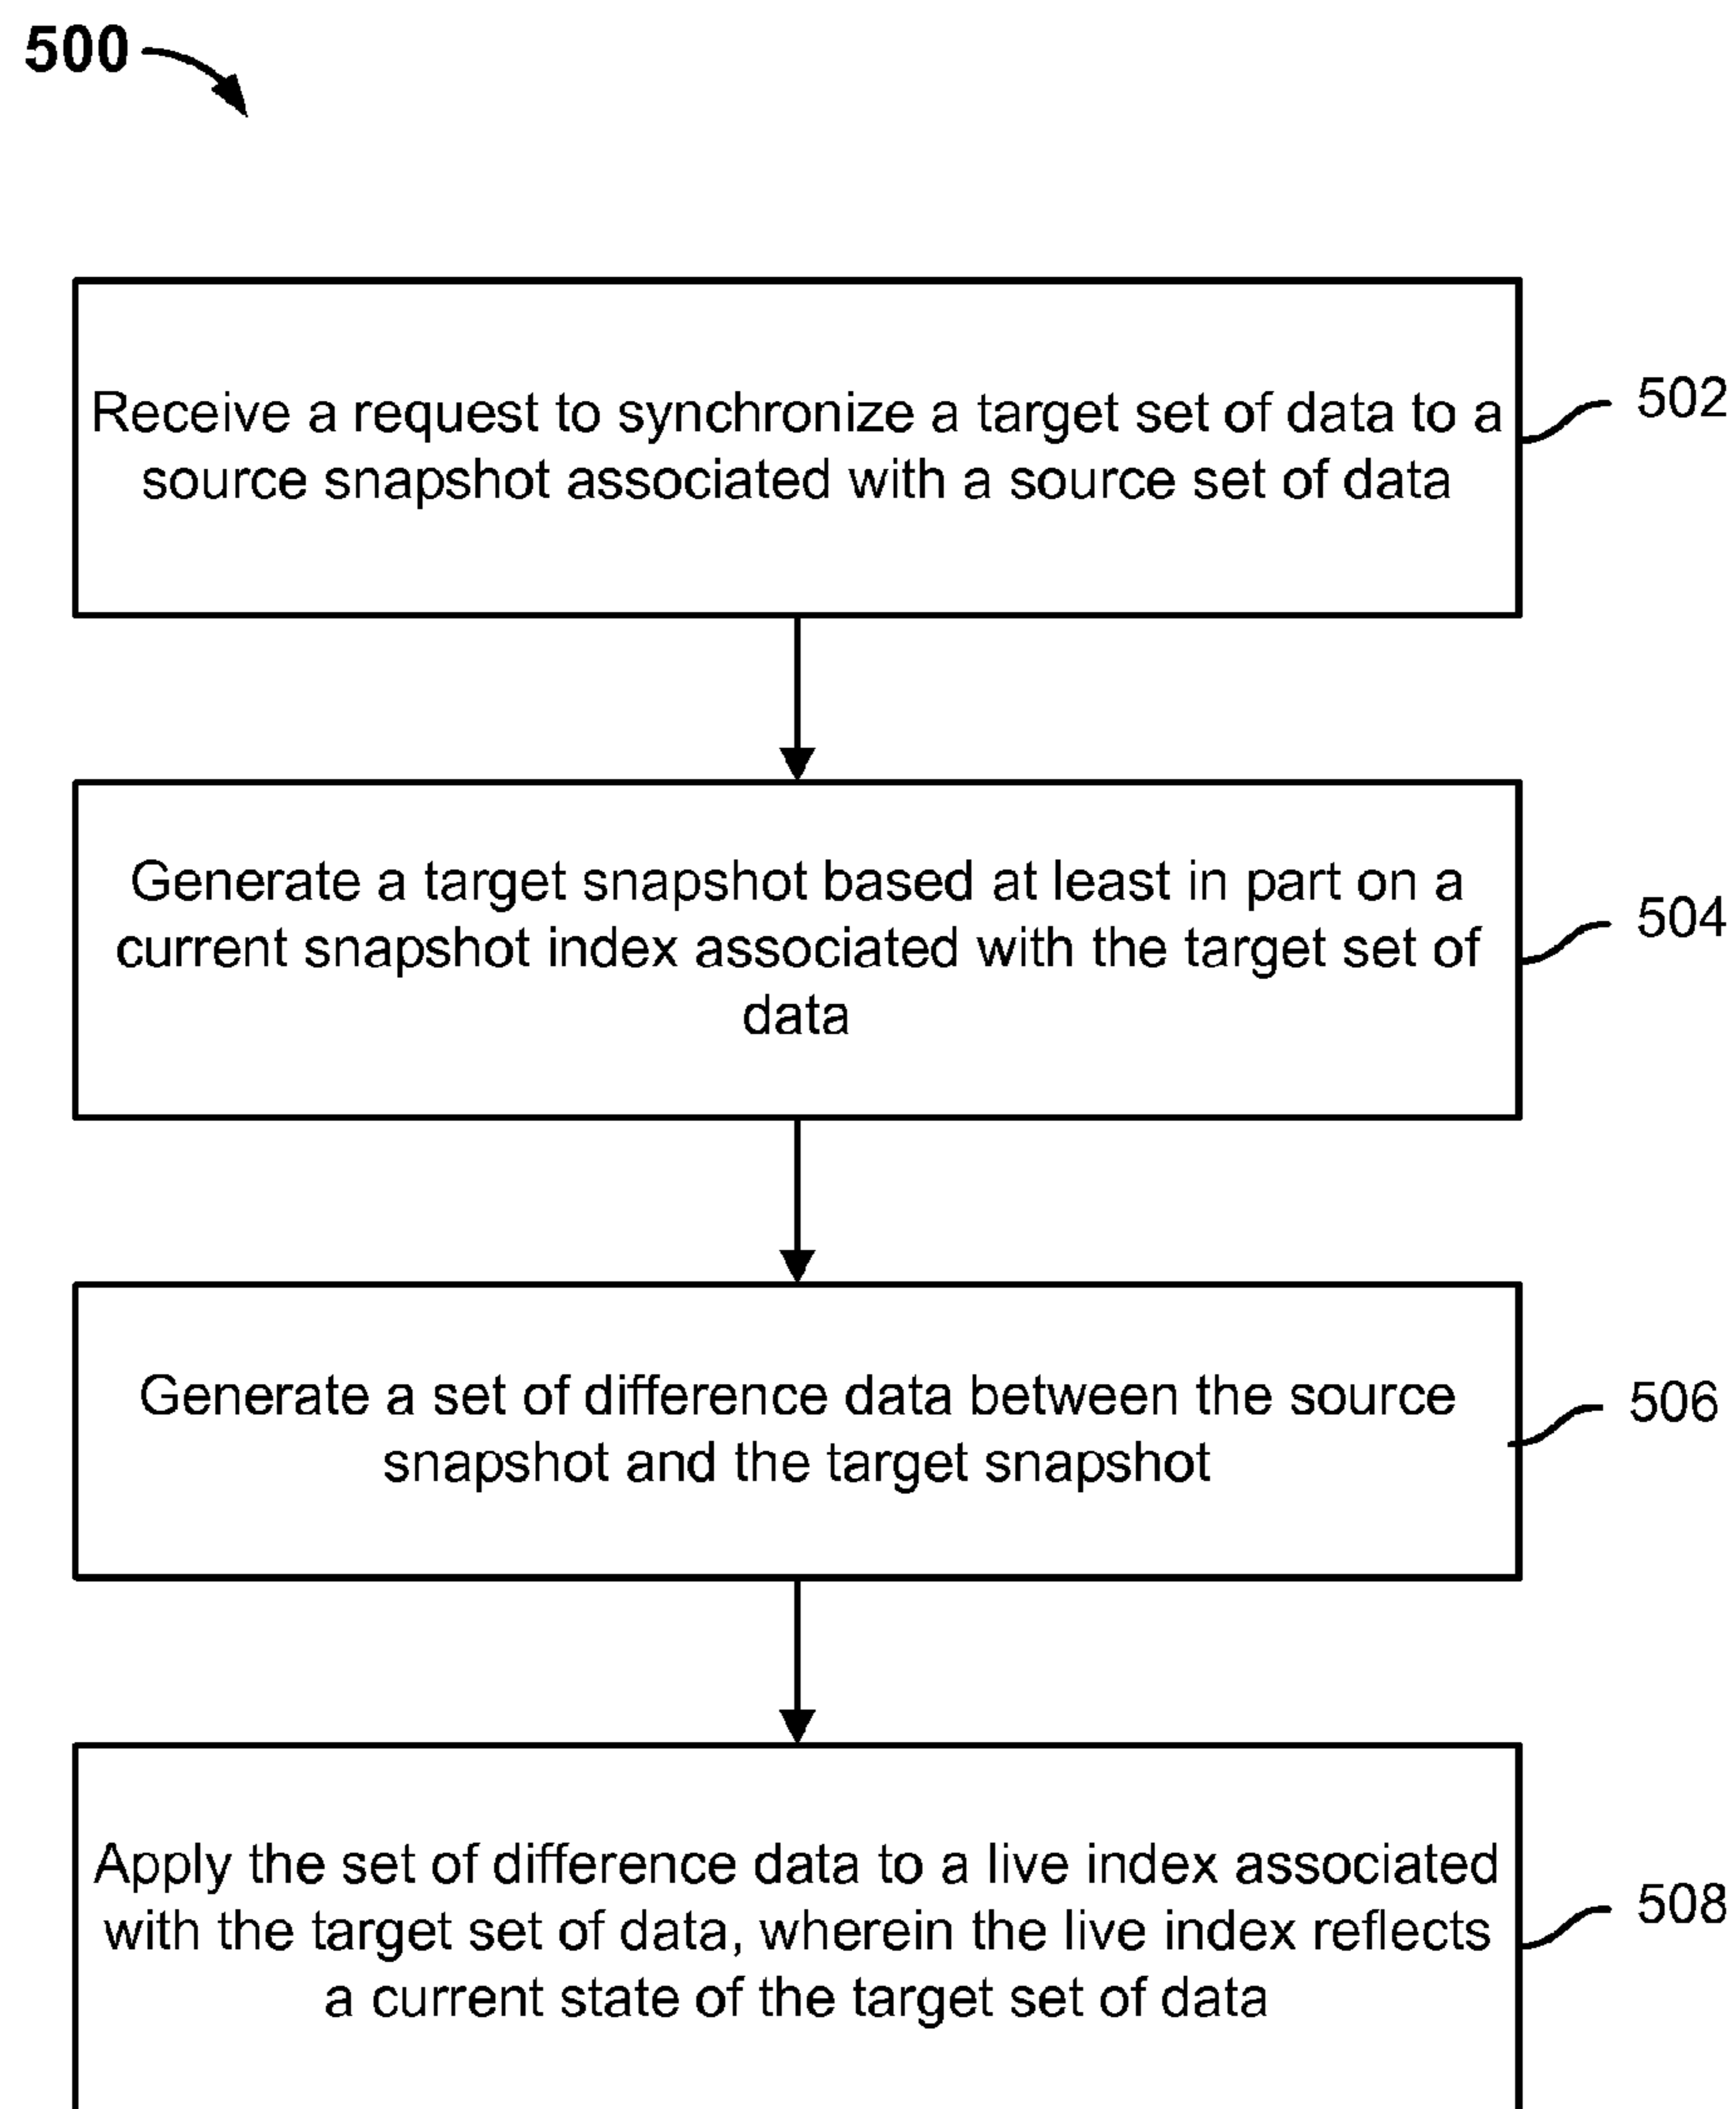 500
Receive a request to synchronize a target set of data to a
source snapshot associated with a source set of data
502
Generate a target snapshot based at least in part on a
current snapshot index associated with the target set of
data
504
Generate a set of difference data between the source
snapshot and the target snapshot
506
Apply the set of difference data to a live index associated
with the target set of data, wherein the live index reflects
a current state of the target set of data
508